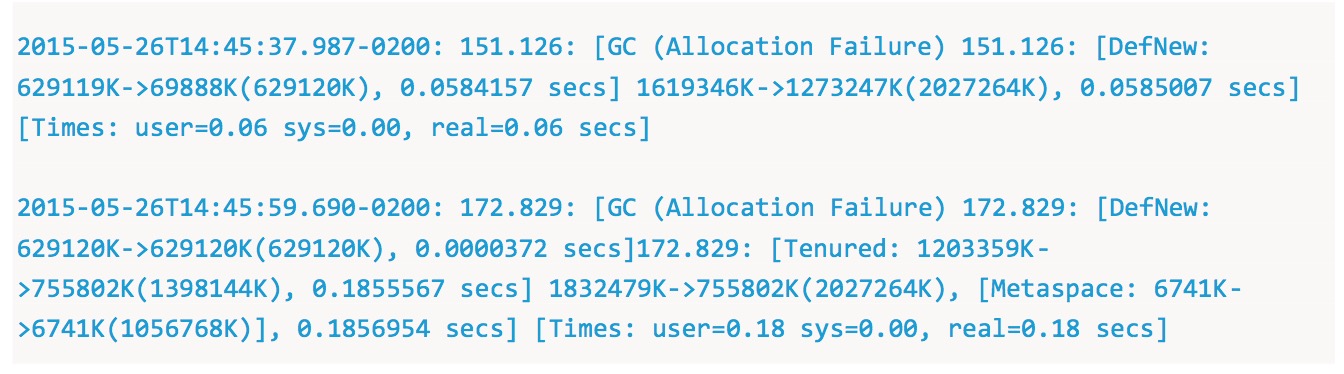 2015-05-26T14:45:37.987-0200: 151.126: [GC (Allocation Failure) 151.126: [DefNew:
629119K->69888K(629120K), 0.0584157 secs] 1619346K->1273247K(2027264K), 0.0585007 secs]
[Times: user=0.06 sys=0.00, real=0.06 secs]
2015-05-26T14:45:59.690-0200: 172.829: [GC (Allocation Failure) 172.829: [DefNew:
629120K->629120K(629120K), 0.0000372 secs]172.829: [Tenured: 1203359K-
>755802K(1398144K), 0.1855567 secs] 1832479K->755802K(2027264K), [Metaspace: 6741K-
>6741K(1056768K)], 0.1856954 secs] [Times: user=0.18 sys=0.00, real=0.18 secs]